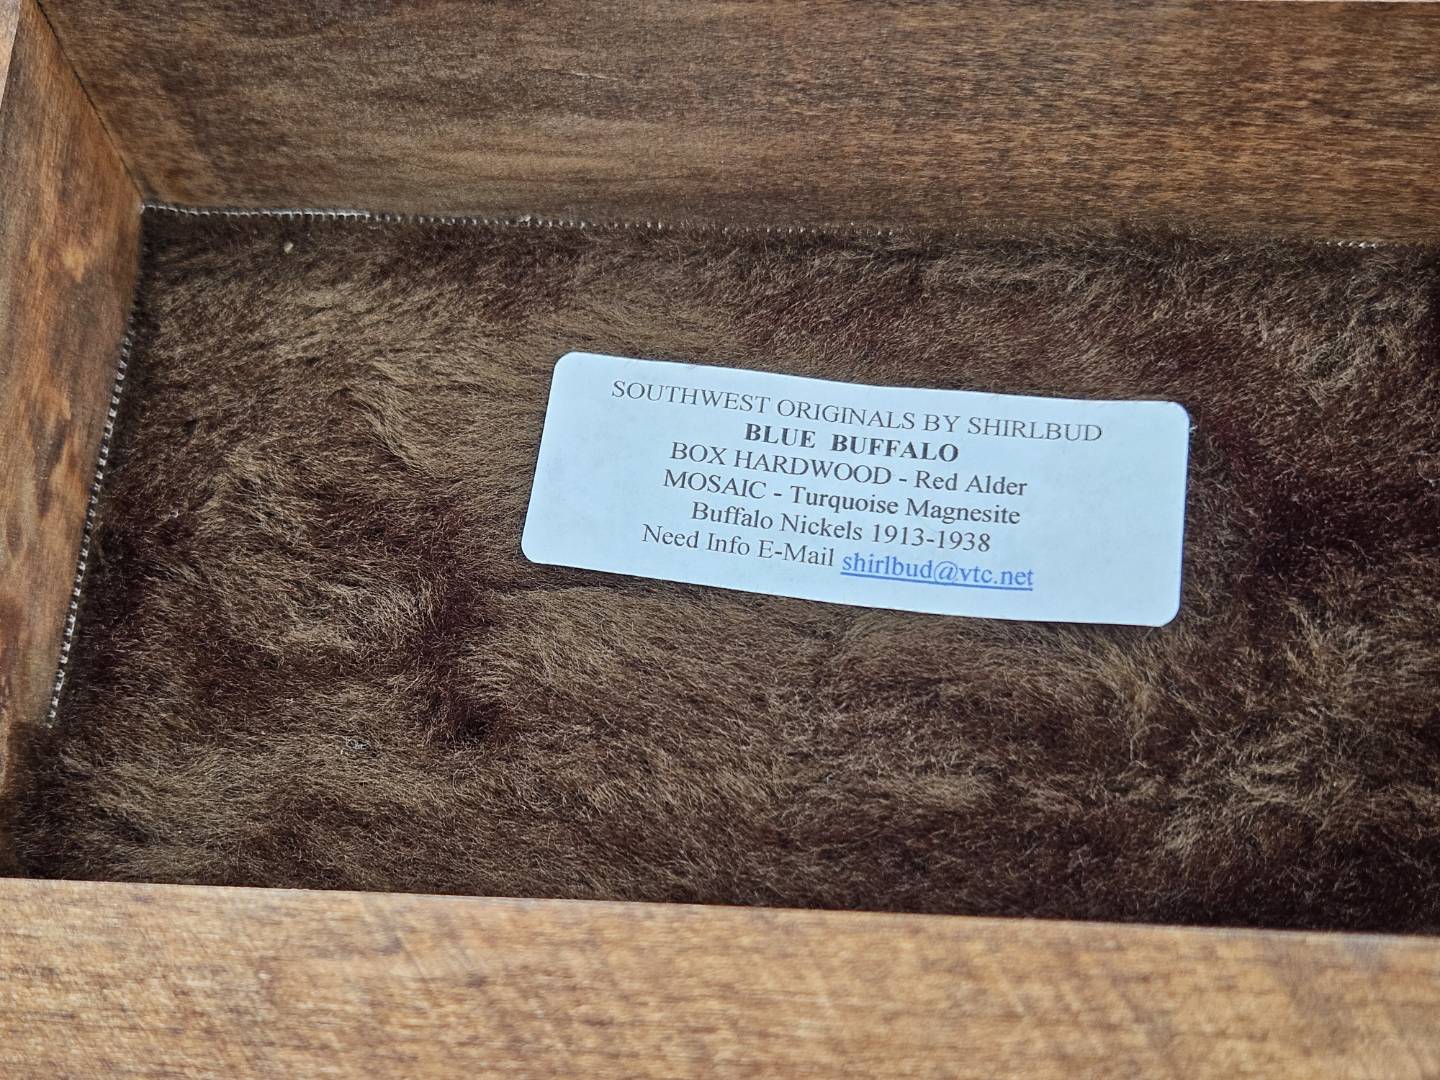 SOUTHWEST ORIGINALS BY SHIRLBUD
BLUE BUFFALO
BOX HARDWOOD - Red Alder
MOSAIC - Turquoise Magnesite
Buffalo Nickels 1913-1938
Need Info E-Mail shirlbud@vtc.net